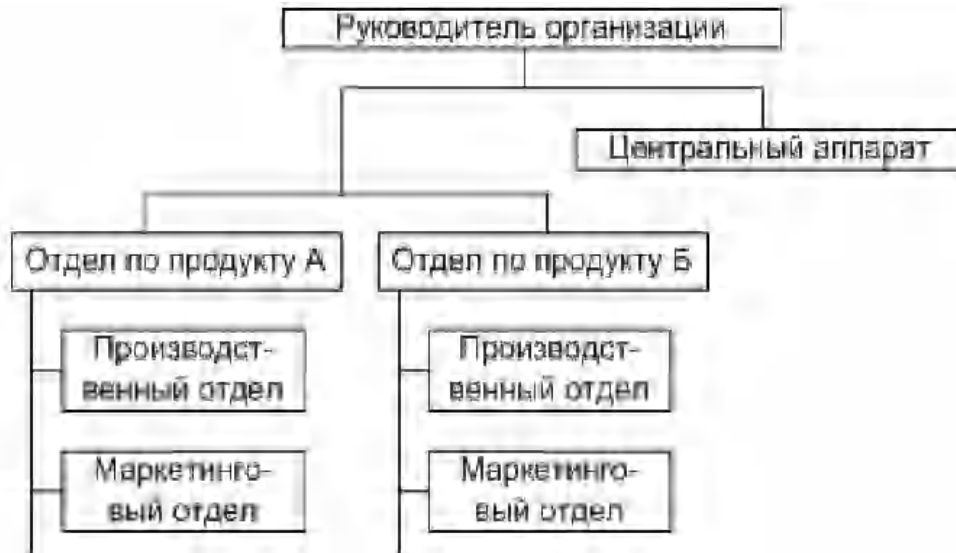 Руководитель организации
Центральный аппарат
Отдел по продукту А
Отдел по продукту Б
Производст-
венный отдел
Производст-
венный отдел
Маркетинго-
вый отдел
Маркетинго-
вый отдел